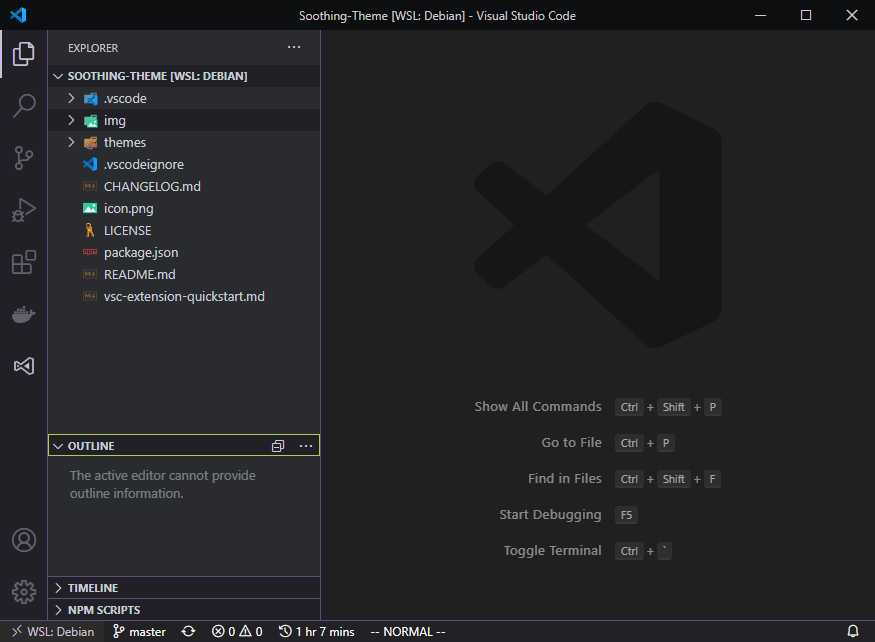 Soothing-Theme [WSL: Debian] - Visual Studio Code
EXPLORER
SOOTHING-THEME [WSL: DEBIAN]
.vscode
img
themes
.vscodeignore
CHANGELOG.md
icon.png
LICENSE
package.json
README.md
vsc-extension-quickstart.md
OUTLINE
The active editor cannot provide
outline information.
TIMELINE
NPM SCRIPTS
Show All Commands Ctrl + Shift + P
Go to File Ctrl + P
Find in Files Ctrl + Shift + F
Start Debugging F5
Toggle Terminal Ctrl + `
WSL: Debian master 0 0 1 hr 7 mins -- NORMAL --